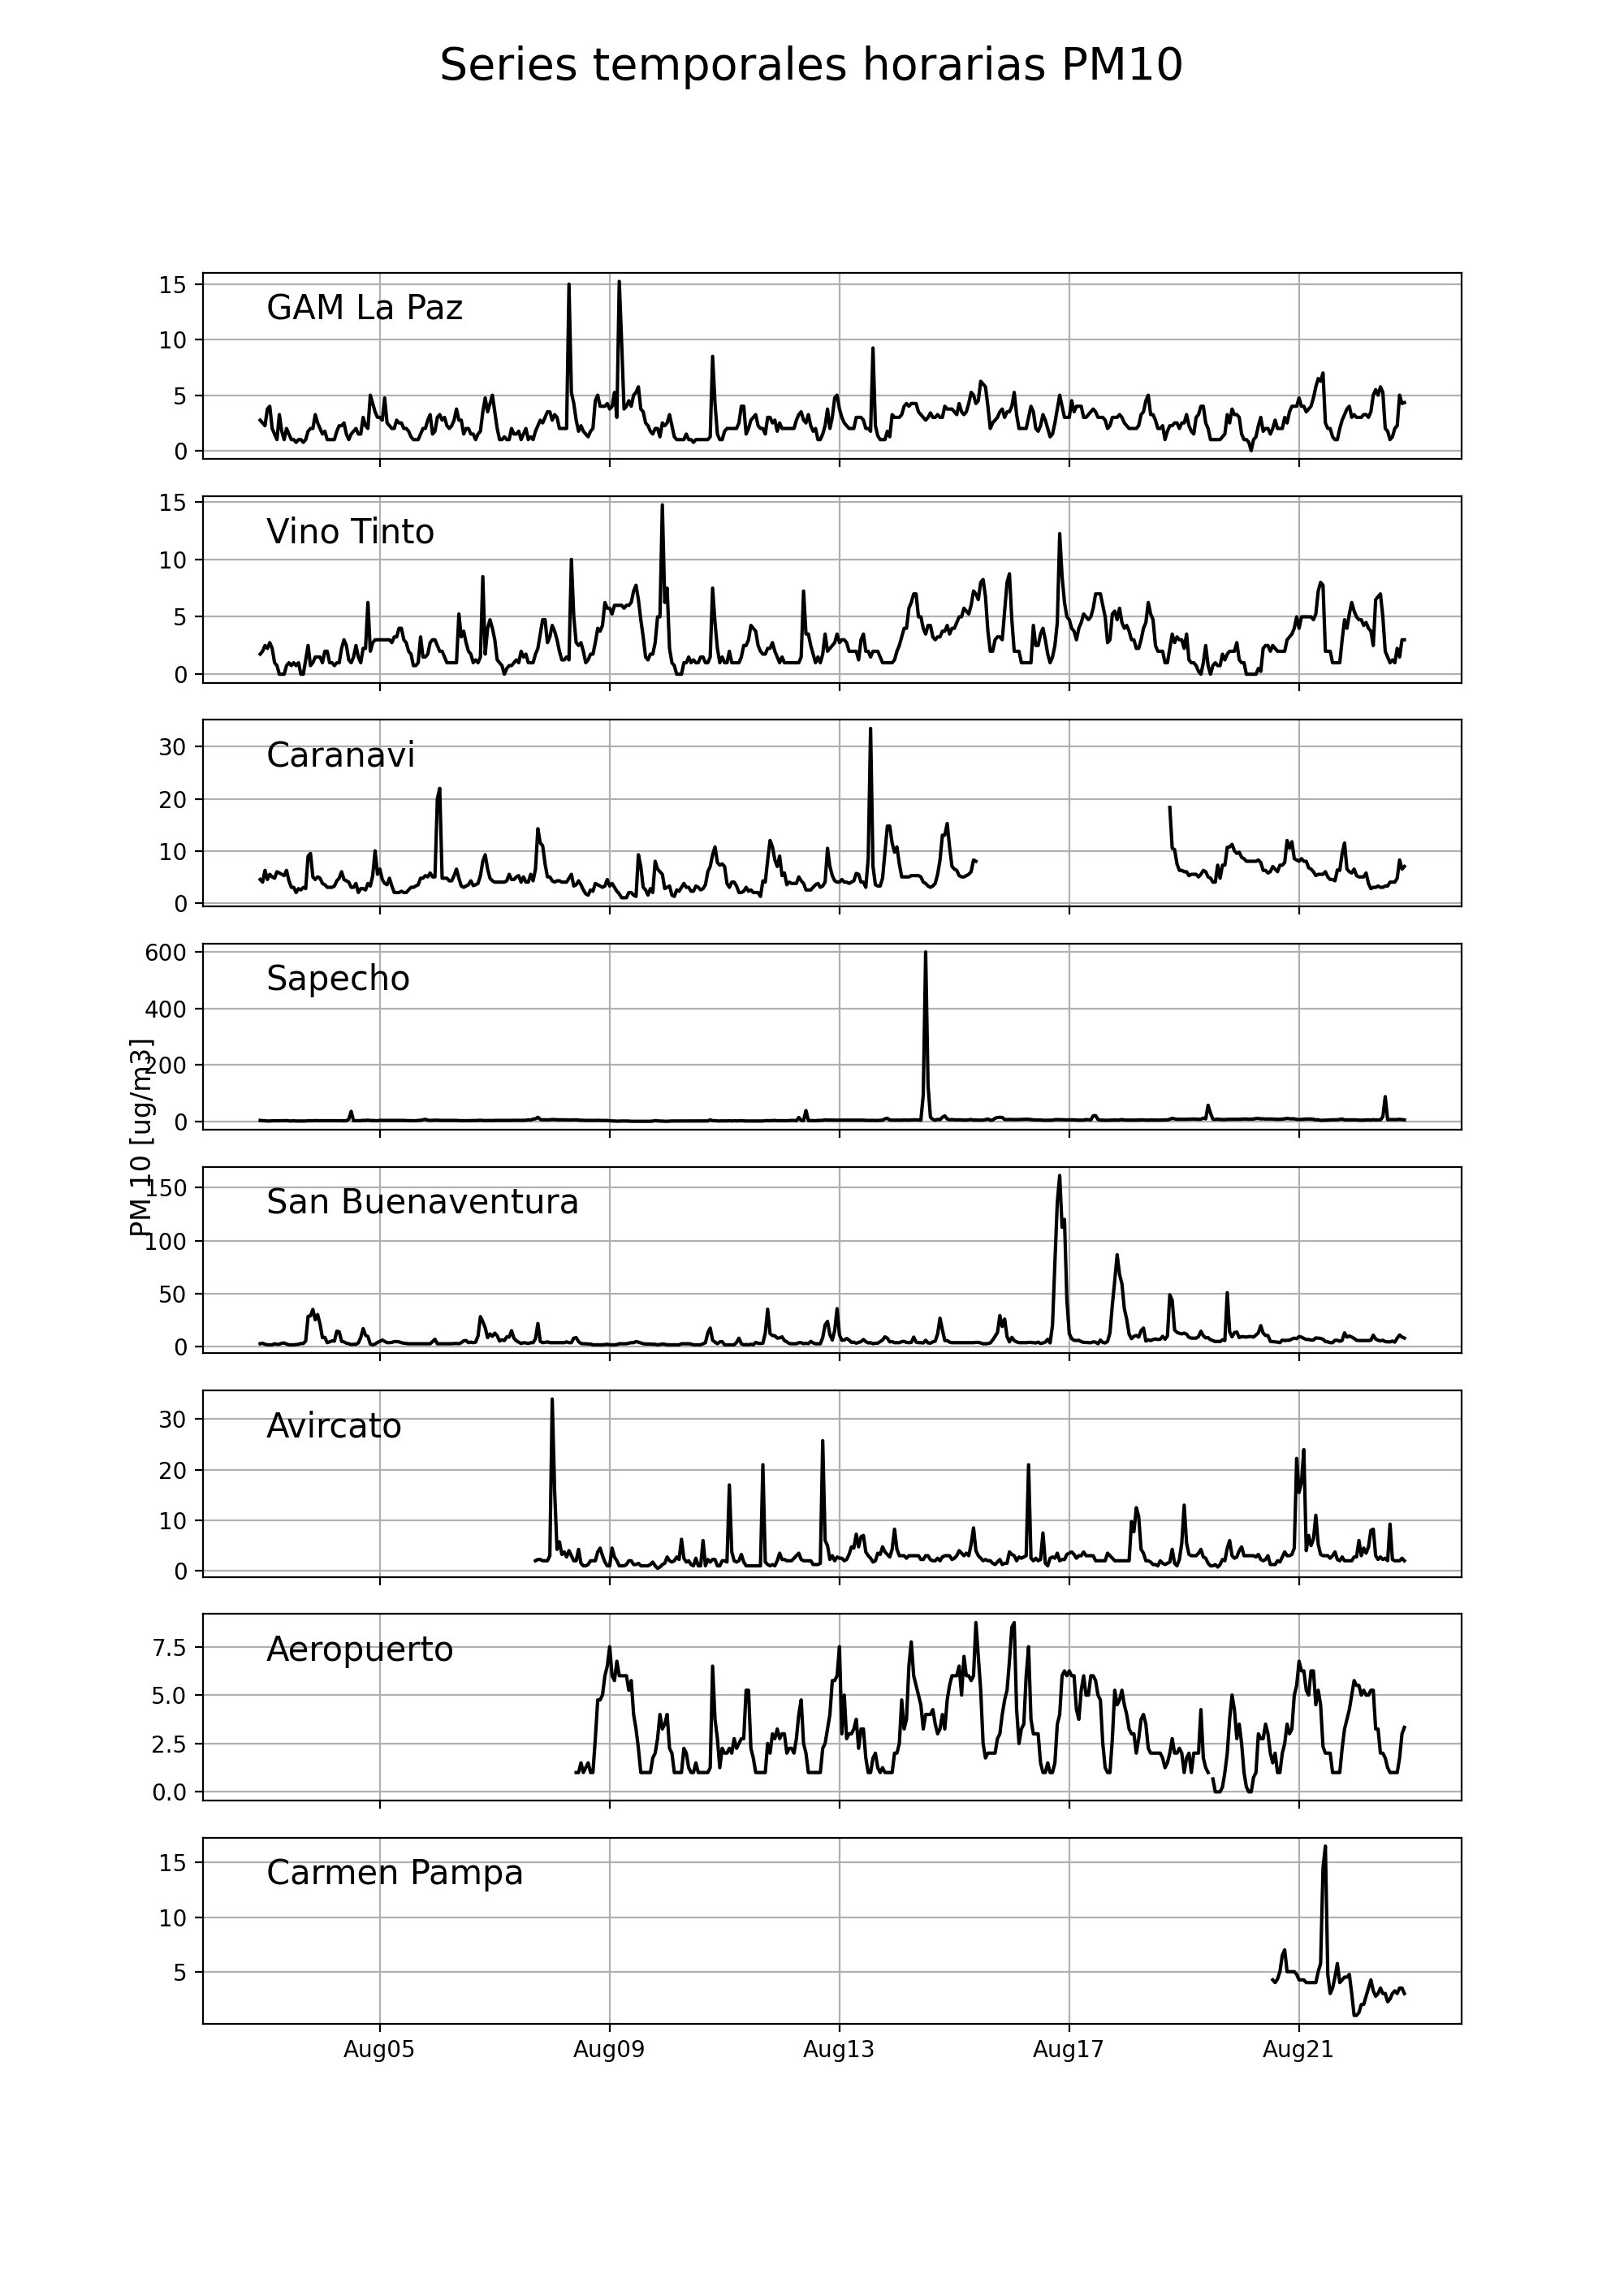 Series temporales horarias PM10
15
GAM La Paz
10
5
0
15
Vino Tinto
10
5
0
30
Caranavi
20
10
0
600
Sapecho
400
200
0
PM 10 [ug/m3]
150
San Buenaventura
100
50
0
30
Avircato
20
10
0
7.5
Aeropuerto
5.0
2.5
0.0
15
Carmen Pampa
10
5
Aug05 Aug09 Aug13 Aug17 Aug21